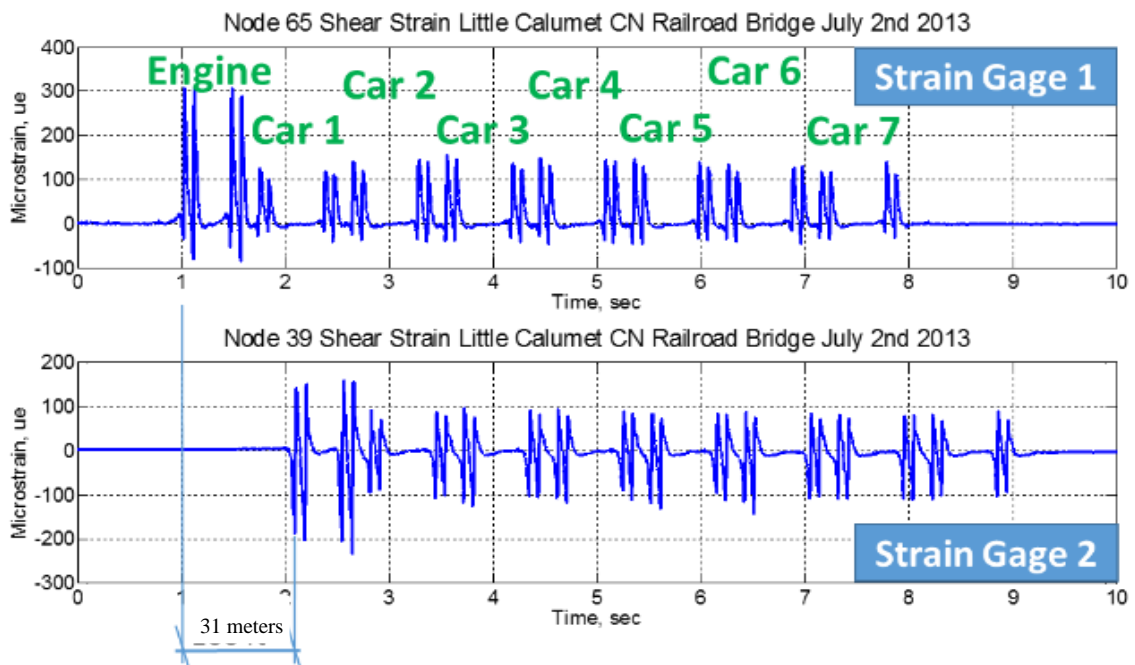 Node 65 Shear Strain Little Calumet CN Railroad Bridge July 2nd 2013
400
300
200
100
0
-100
Microstrain, ue
Engine
Car 1
Car 2
Car 3
Car 4
Car 5
Car 6
Car 7
Strain Gage 1
0 1 2 3 4 5 6 7 8 9 10
Time, sec
Node 39 Shear Strain Little Calumet CN Railroad Bridge July 2nd 2013
200
100
0
-100
-200
-300
Microstrain, ue
Strain Gage 2
0 1 2 3 4 5 6 7 8 9 10
Time, sec
31 meters